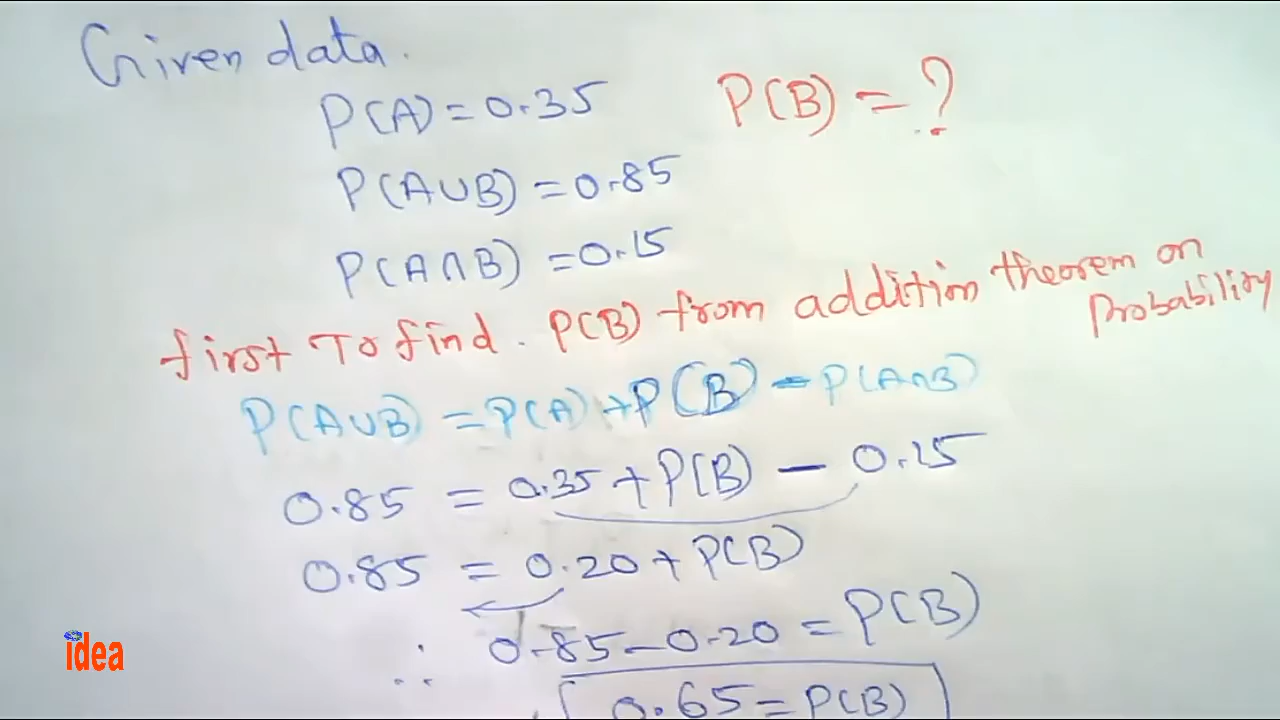 Given data.
P(A) = 0.35
P(B) = ?
P(A∪B) = 0.85
P(A∩B) = 0.15
first To find. P(B) from addition theorem on
Probability
P(A∪B) = P(A) + P(B) - P(A∩B)
0.85 = 0.35 + P(B) - 0.15
0.85 = 0.20 + P(B)
∴ 0.85 - 0.20 = P(B)
0.65 = P(B)
idea